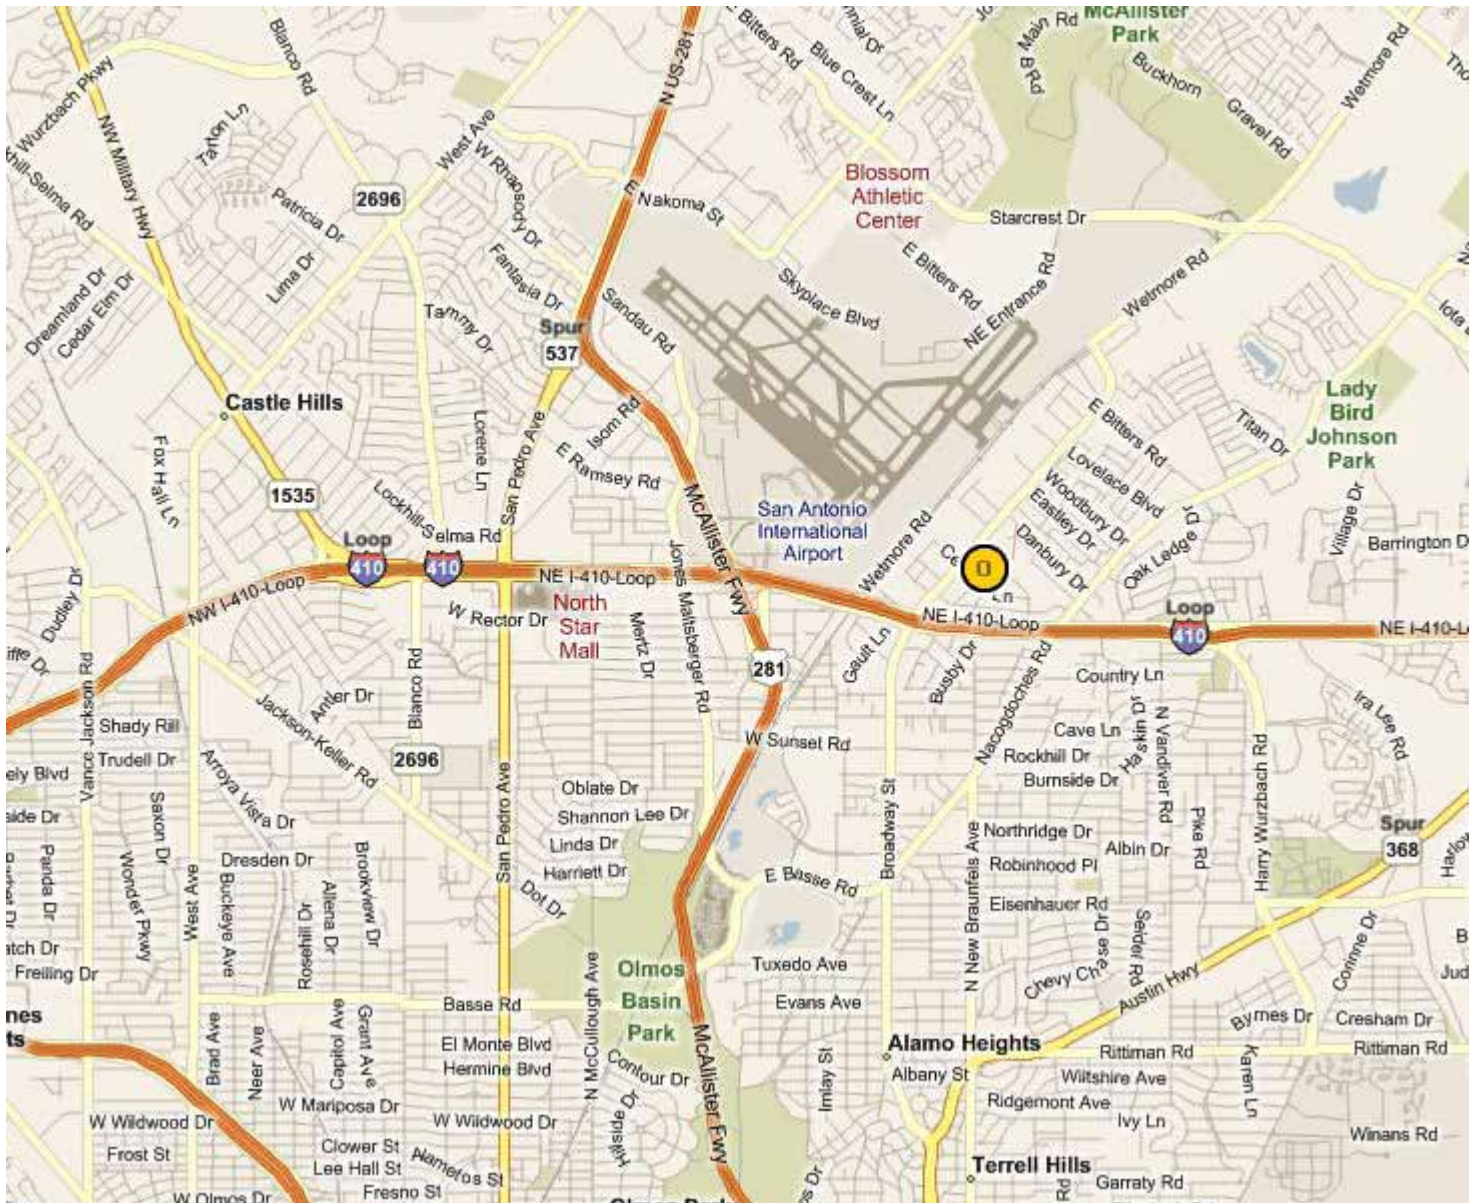 McAllister
Park
Main Rd
B Rd
E Bitters Rd
Blue Crest Ln
Buckhorn
Gravel Rd
Wetmore Rd
N US-281
Blanco Rd
Wurzbach Pkwy
NW Military Hwy
Tarton Ln
West Ave
W Rhapsody Dr
2696
Patricia Dr
Lima Dr
Dreamland Dr
Cedar Elm Dr
E
Nakoma St
Blossom
Athletic
Center
Starcrest Dr
E Bitters Rd
NE Entrance Rd
Wetmore Rd
Skyplace Blvd
Fantasia Dr
Sandau Rd
Tammy Dr
Spur
537
Castle Hills
Isom Rd
Lorene Ln
San Pedro Ave
E Ramsey Rd
Fox Hall Ln
1535
Lockhill-Selma Rd
McAllister Fwy
San Antonio
International
Airport
Lady
Bird
Johnson
Park
E Bitters Rd
Titan Dr
Lovelace Blvd
Woodbury Dr
Eastley Dr
Danbury Dr
Oak Ledge Dr
Village Dr
Barrington D
Wetmore Rd
Ln
Loop
410
410
NW I-410-Loop
NE I-410-Loop
NE I-410-Loop
Loop
410
Dudley Dr
W Rector Dr
North
Star
Mall
Mertz Dr
Jones Maltsberger Rd
281
Gault Ln
Busby Dr
Nacogdoches Rd
Country Ln
Haskin Dr
N Vandiver Rd
Ira Lee Rd
Vance Jackson Rd
Shady Rill
Trudell Dr
Antler Dr
Blanco Rd
Jackson-Keller Rd
2696
W Sunset Rd
Cave Ln
Rockhill Dr
Burnside Dr
Harry Wurzbach Rd
ely Blvd
side Dr
Arroya Vista Dr
San Pedro Ave
Oblate Dr
Shannon Lee Dr
Linda Dr
Harriett Dr
Broadway St
Northridge Dr
Albin Dr
Robinhood Pl
Pike Rd
Spur
368
Saxon Dr
Panda Dr
Wonder Pkwy
West Ave
Dresden Dr
Buckeye Ave
Brookview Dr
Allena Dr
Rosehill Dr
Dot Dr
E Basse Rd
N New Braunfels Ave
Eisenhauer Rd
Seider Rd
Chevy Chase Dr
Austin Hwy
Corinne Dr
atch Dr
Freiling Dr
Tuxedo Ave
Olmos
Basin
Park
Evans Ave
Basse Rd
N McCullough Ave
McAllister Fwy
Byrnes Dr
Cresham Dr
Brad Ave
Neer Ave
Capitol Ave
Grant Ave
El Monte Blvd
Hermine Blvd
Contour Dr
Imlay St
Alamo Heights
Albany St
Rittiman Rd
Rittiman Rd
Wiltshire Ave
Karen Ln
Ridgemont Ave
Ivy Ln
Winans Rd
W Mariposa Dr
W Wildwood Dr
W Wildwood Dr
Frost St
Clower St
Lee Hall St
Fresno St
Hillside Dr
Terrell Hills
Garraty Rd
W Olmos Dr